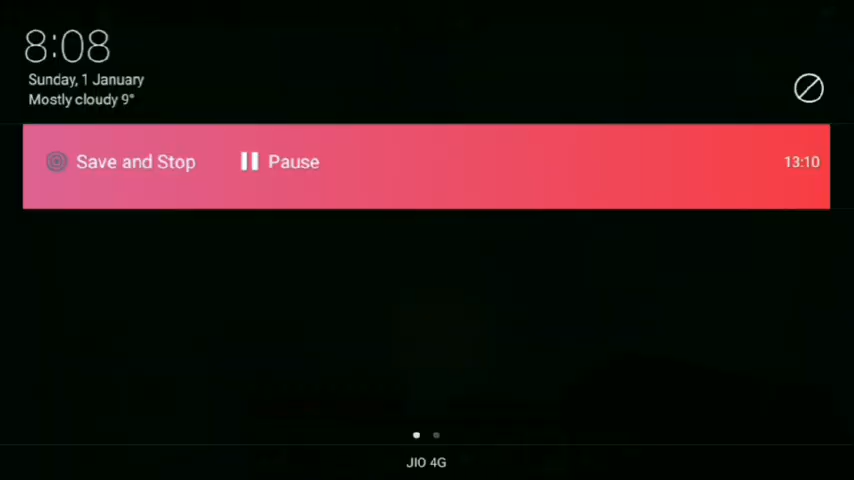 8:08
Sunday, 1 January
Mostly cloudy 9°
Save and Stop Pause 13:10
JIO 4G